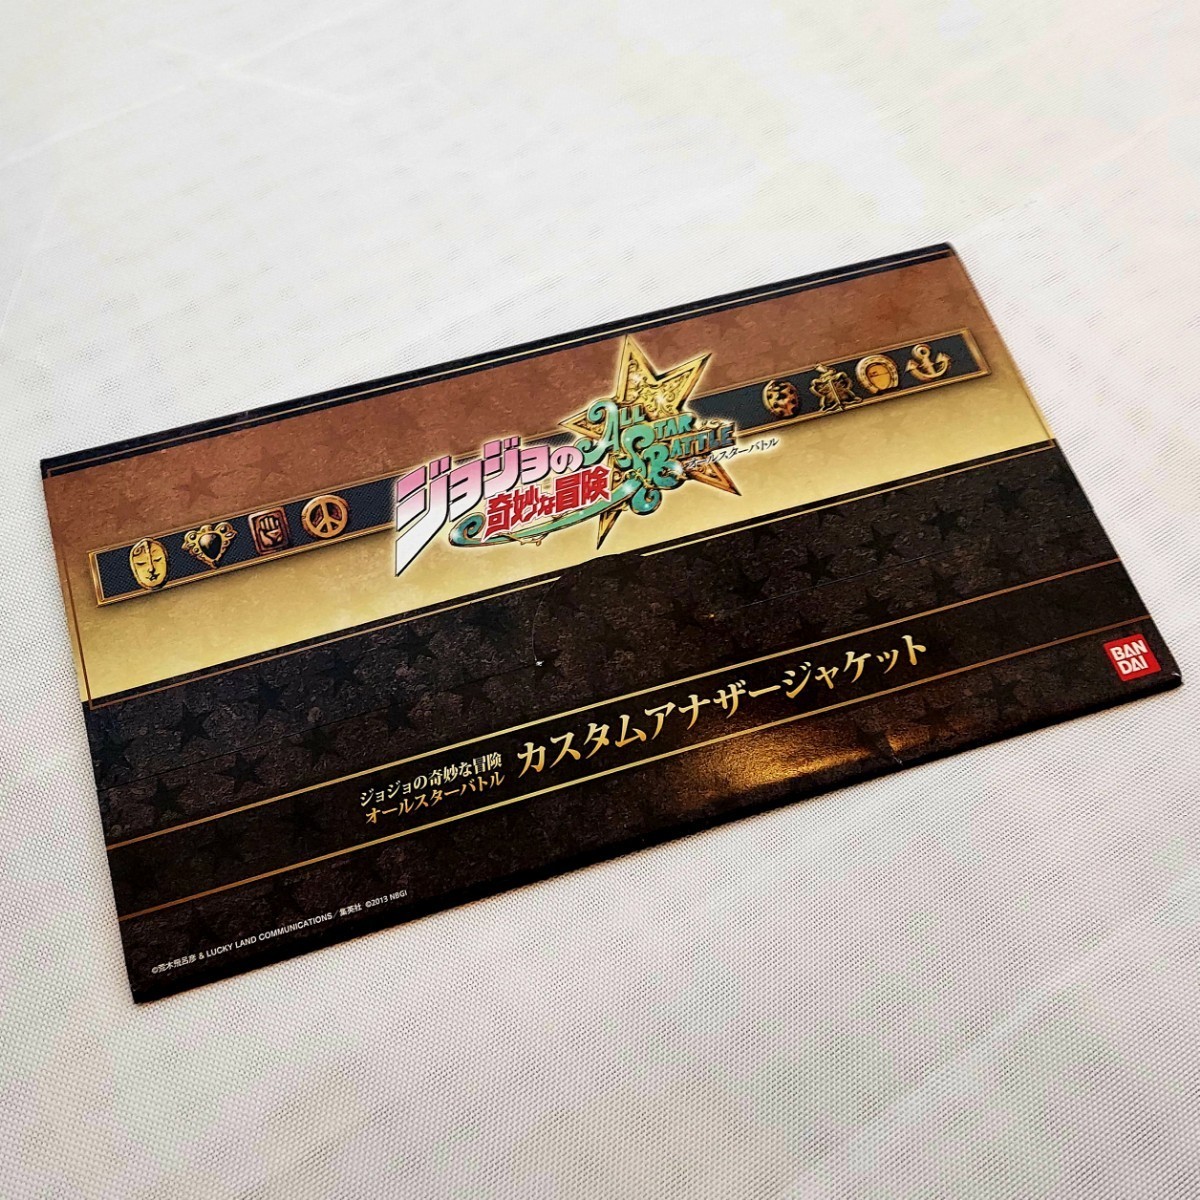 ジョジョの
奇妙な冒険
ALL
STAR
BATTLE
オールスターバトル
ジョジョの奇妙な冒険
オールスターバトル
カスタムアナザージャケット
BAN
DAI
©荒木飛呂彦 & LUCKY LAND COMMUNICATIONS／集英社 ©2013 NBGI